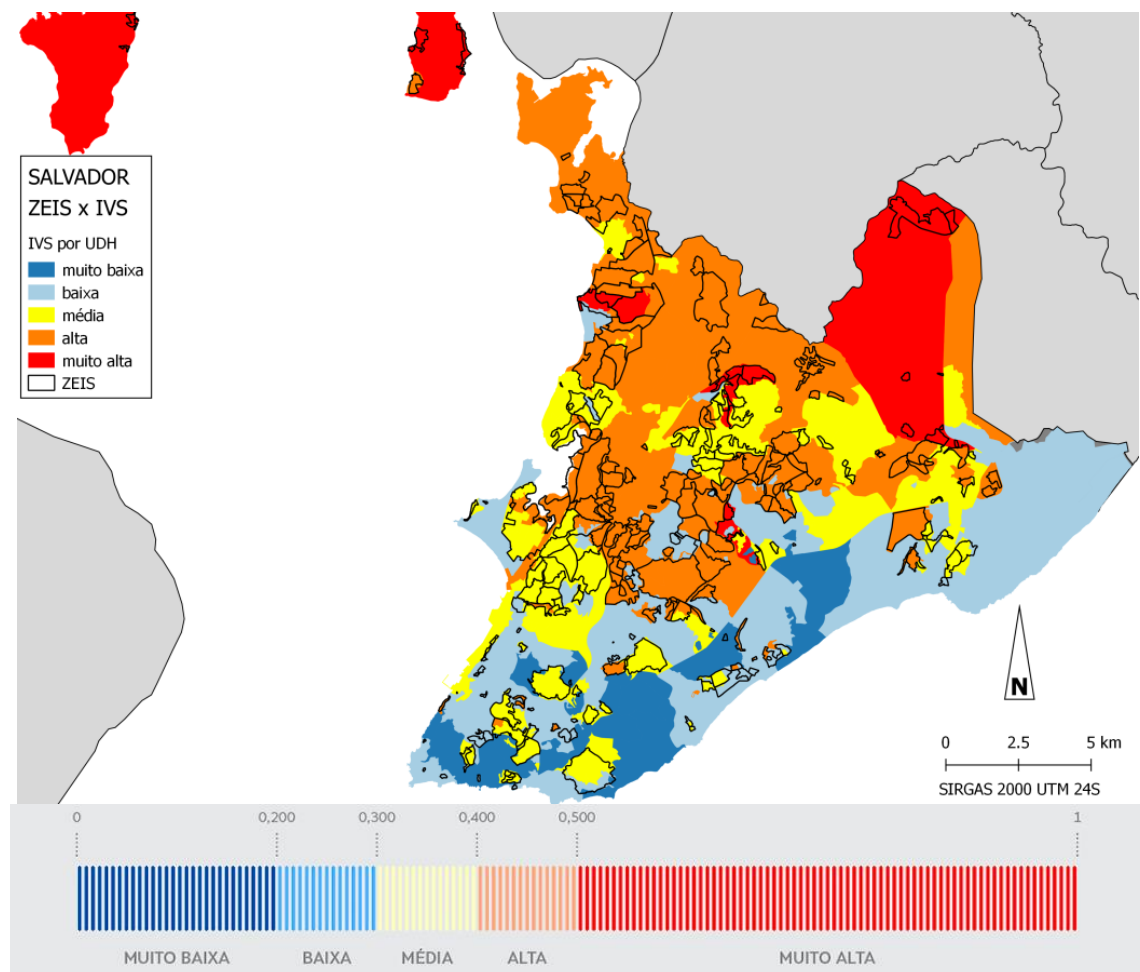 SALVADOR
ZEIS x IVS
IVS por UDH
muito baixa
baixa
média
alta
muito alta
ZEIS
N
0 2.5 5 km
SIRGAS 2000 UTM 24S
0 0,200 0,300 0,400 0,500 1
MUITO BAIXA BAIXA MÉDIA ALTA MUITO ALTA